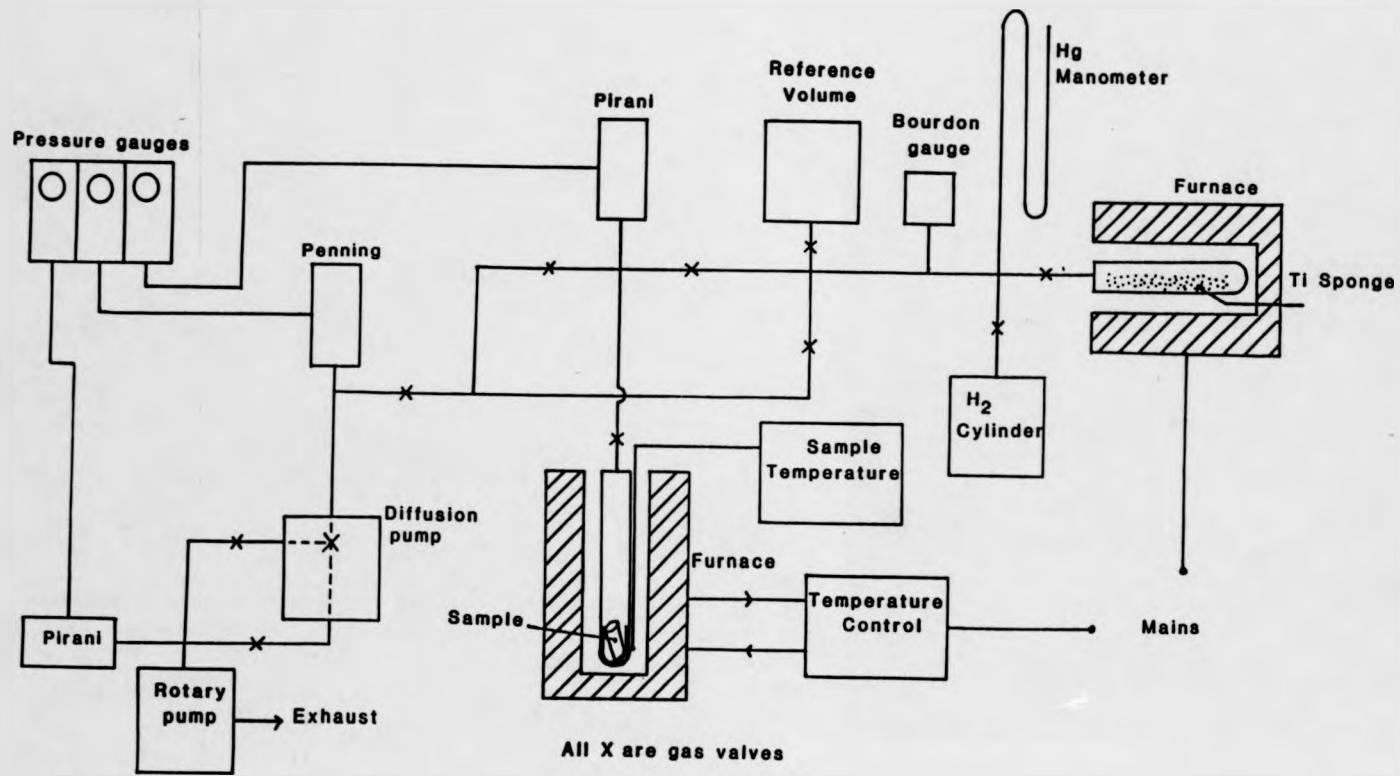 Hg
Manometer
Reference
Volume
Pirani
Bourdon
gauge
Pressure gauges
Furnace
Penning
Ti Sponge
H2
Cylinder
Sample
Temperature
Diffusion
pump
Furnace
Temperature
Control
Sample
Mains
Pirani
Rotary
pump
Exhaust
All X are gas valves